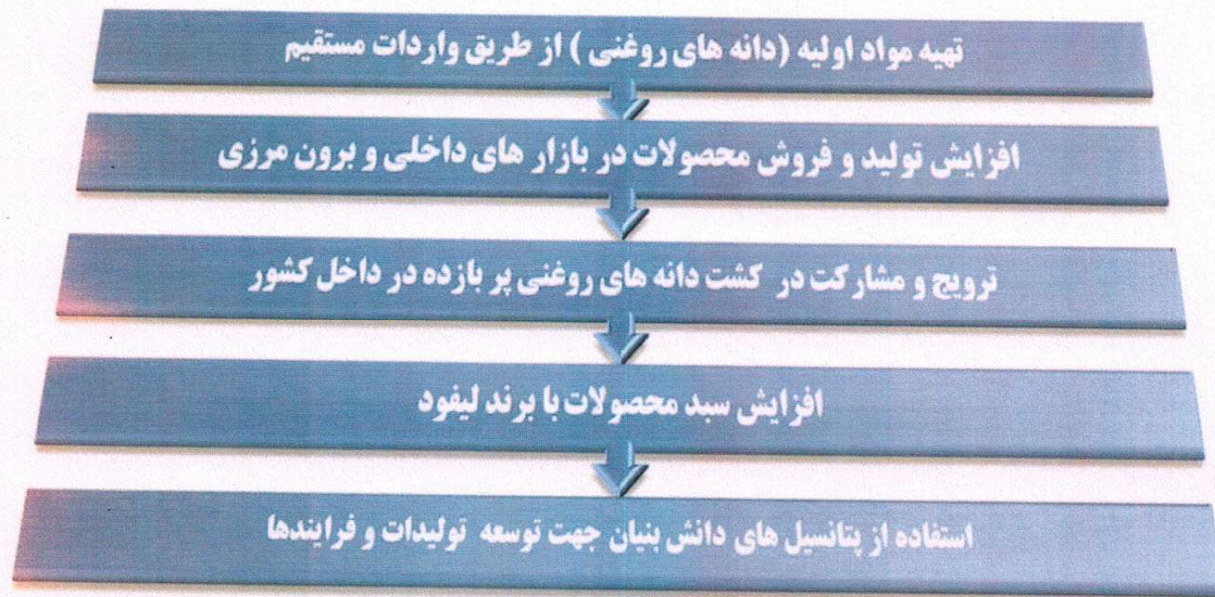 تهیه مواد اولیه (دانه های روغنی ) از طریق واردات مستقیم
افزایش تولید و فروش محصولات در بازار های داخلی و برون مرزی
ترویج و مشارکت در کشت دانه های روغنی پر بازده در داخل کشور
افزایش سبد محصولات با برند لیفود
استفاده از پتانسیل های دانش بنیان جهت توسعه تولیدات و فرایندها